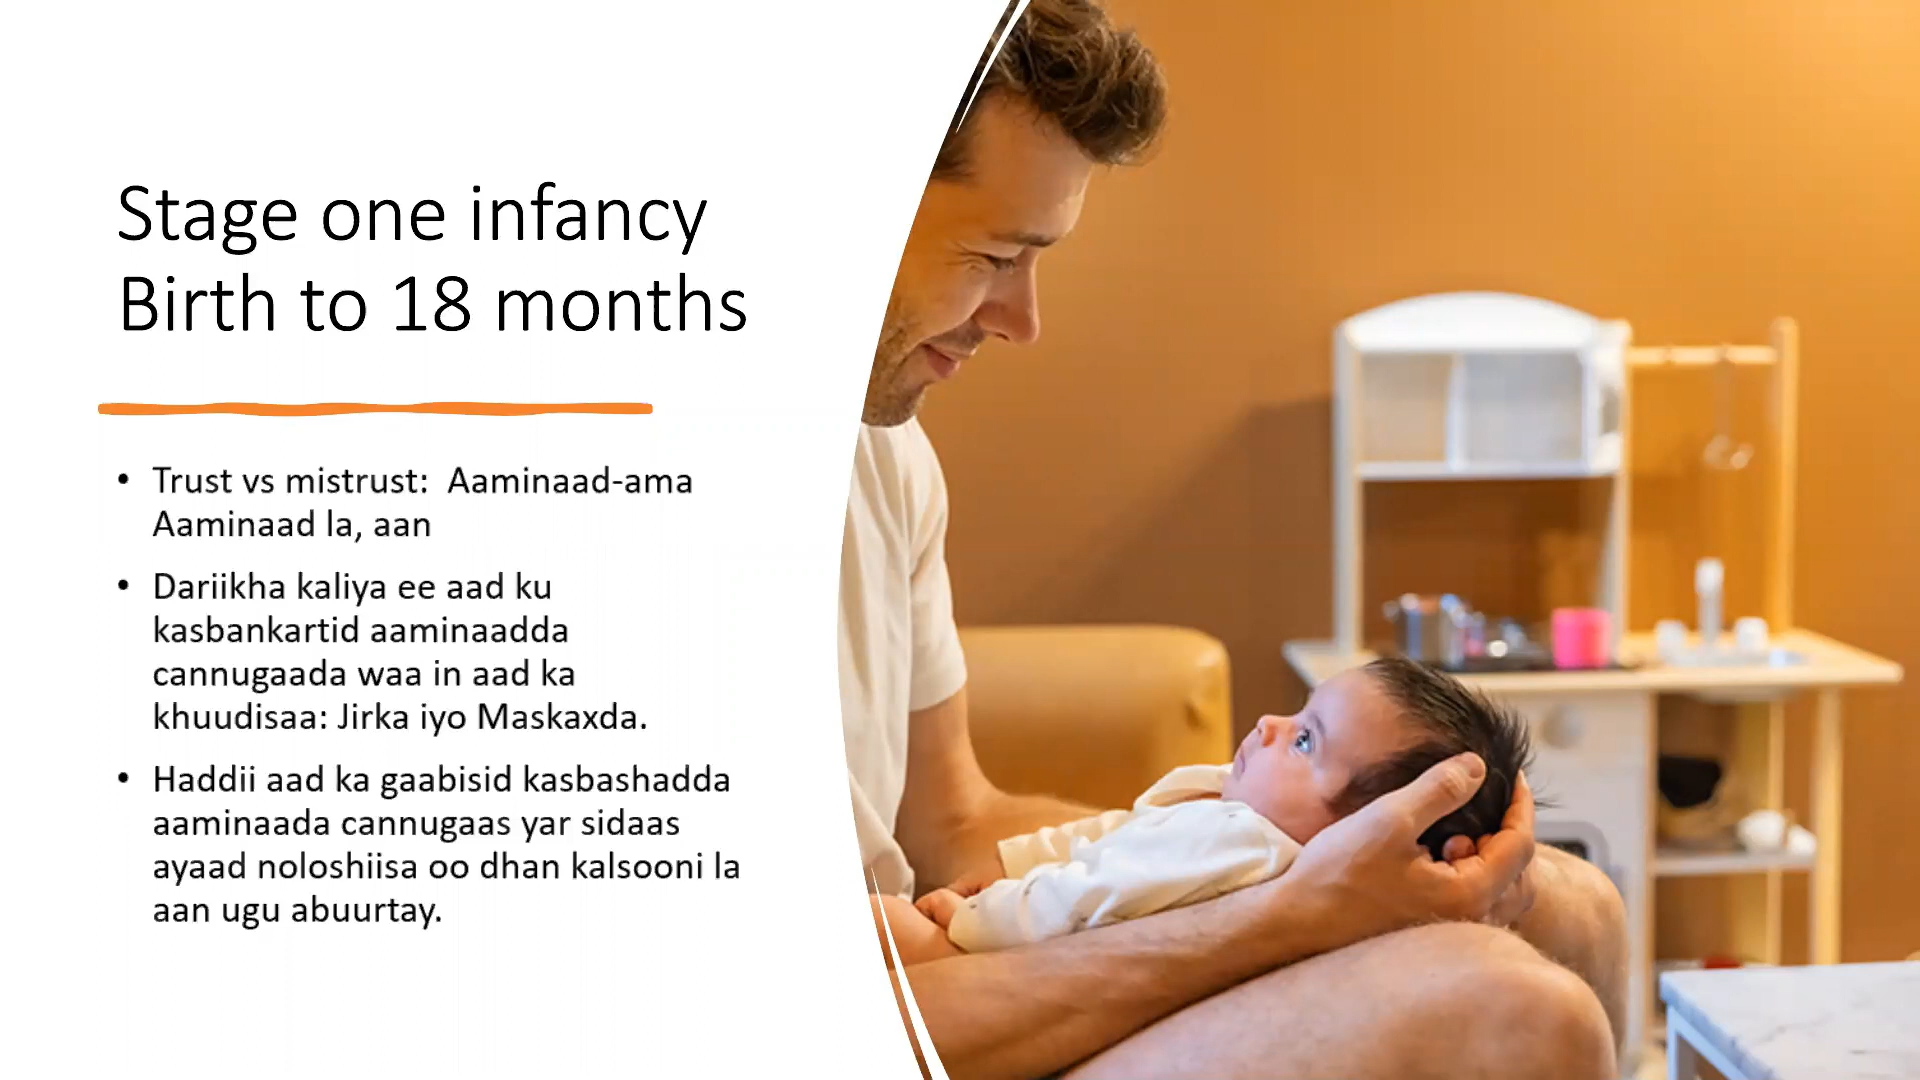 Stage one infancy
Birth to 18 months
• Trust vs mistrust:  Aaminaad-ama
Aaminaad la, aan
• Dariikha kaliya ee aad ku
kasbankartid aaminaadda
cannugaada waa in aad ka
khuudisaa: Jirka iyo Maskaxda.
• Haddii aad ka gaabisid kasbashadda
aaminaada cannugaas yar sidaas
ayaad noloshiisa oo dhan kalsooni la
aan ugu abuurtay.